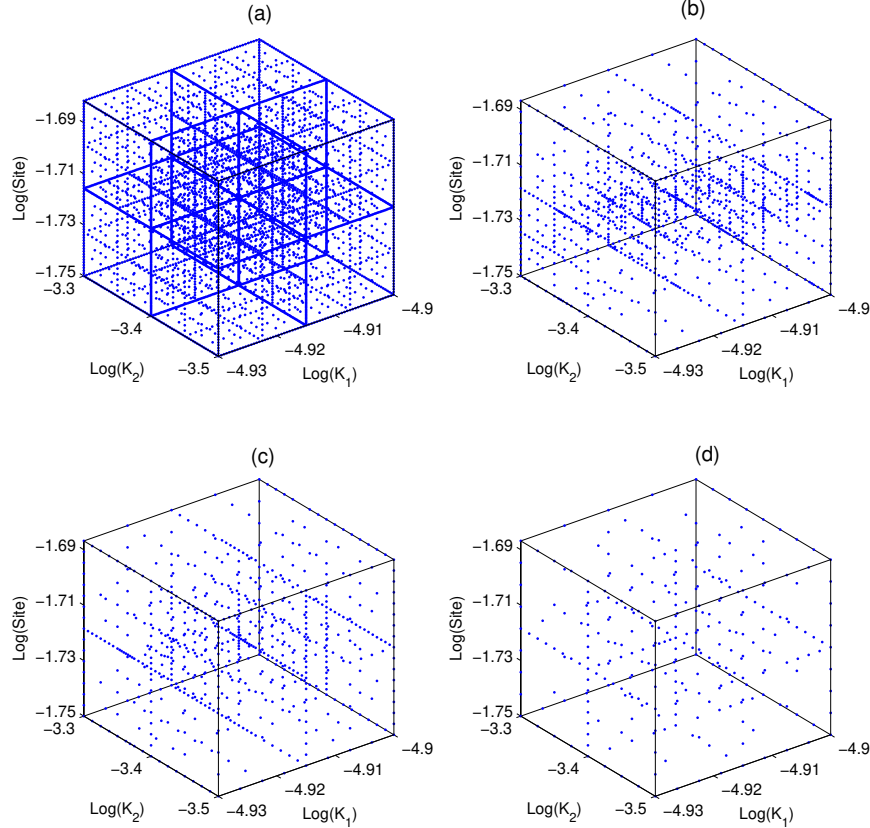 (a)
−1.69
−1.71
−1.73
−1.75
Log(Site)
−3.3
−3.4
−3.5
Log(K2)
−4.93
−4.92
−4.91
−4.9
Log(K1)
(b)
−1.69
−1.71
−1.73
−1.75
Log(Site)
−3.3
−3.4
−3.5
Log(K2)
−4.93
−4.92
−4.91
−4.9
Log(K1)
(c)
−1.69
−1.71
−1.73
−1.75
Log(Site)
−3.3
−3.4
−3.5
Log(K2)
−4.93
−4.92
−4.91
−4.9
Log(K1)
(d)
−1.69
−1.71
−1.73
−1.75
Log(Site)
−3.3
−3.4
−3.5
Log(K2)
−4.93
−4.92
−4.91
−4.9
Log(K1)